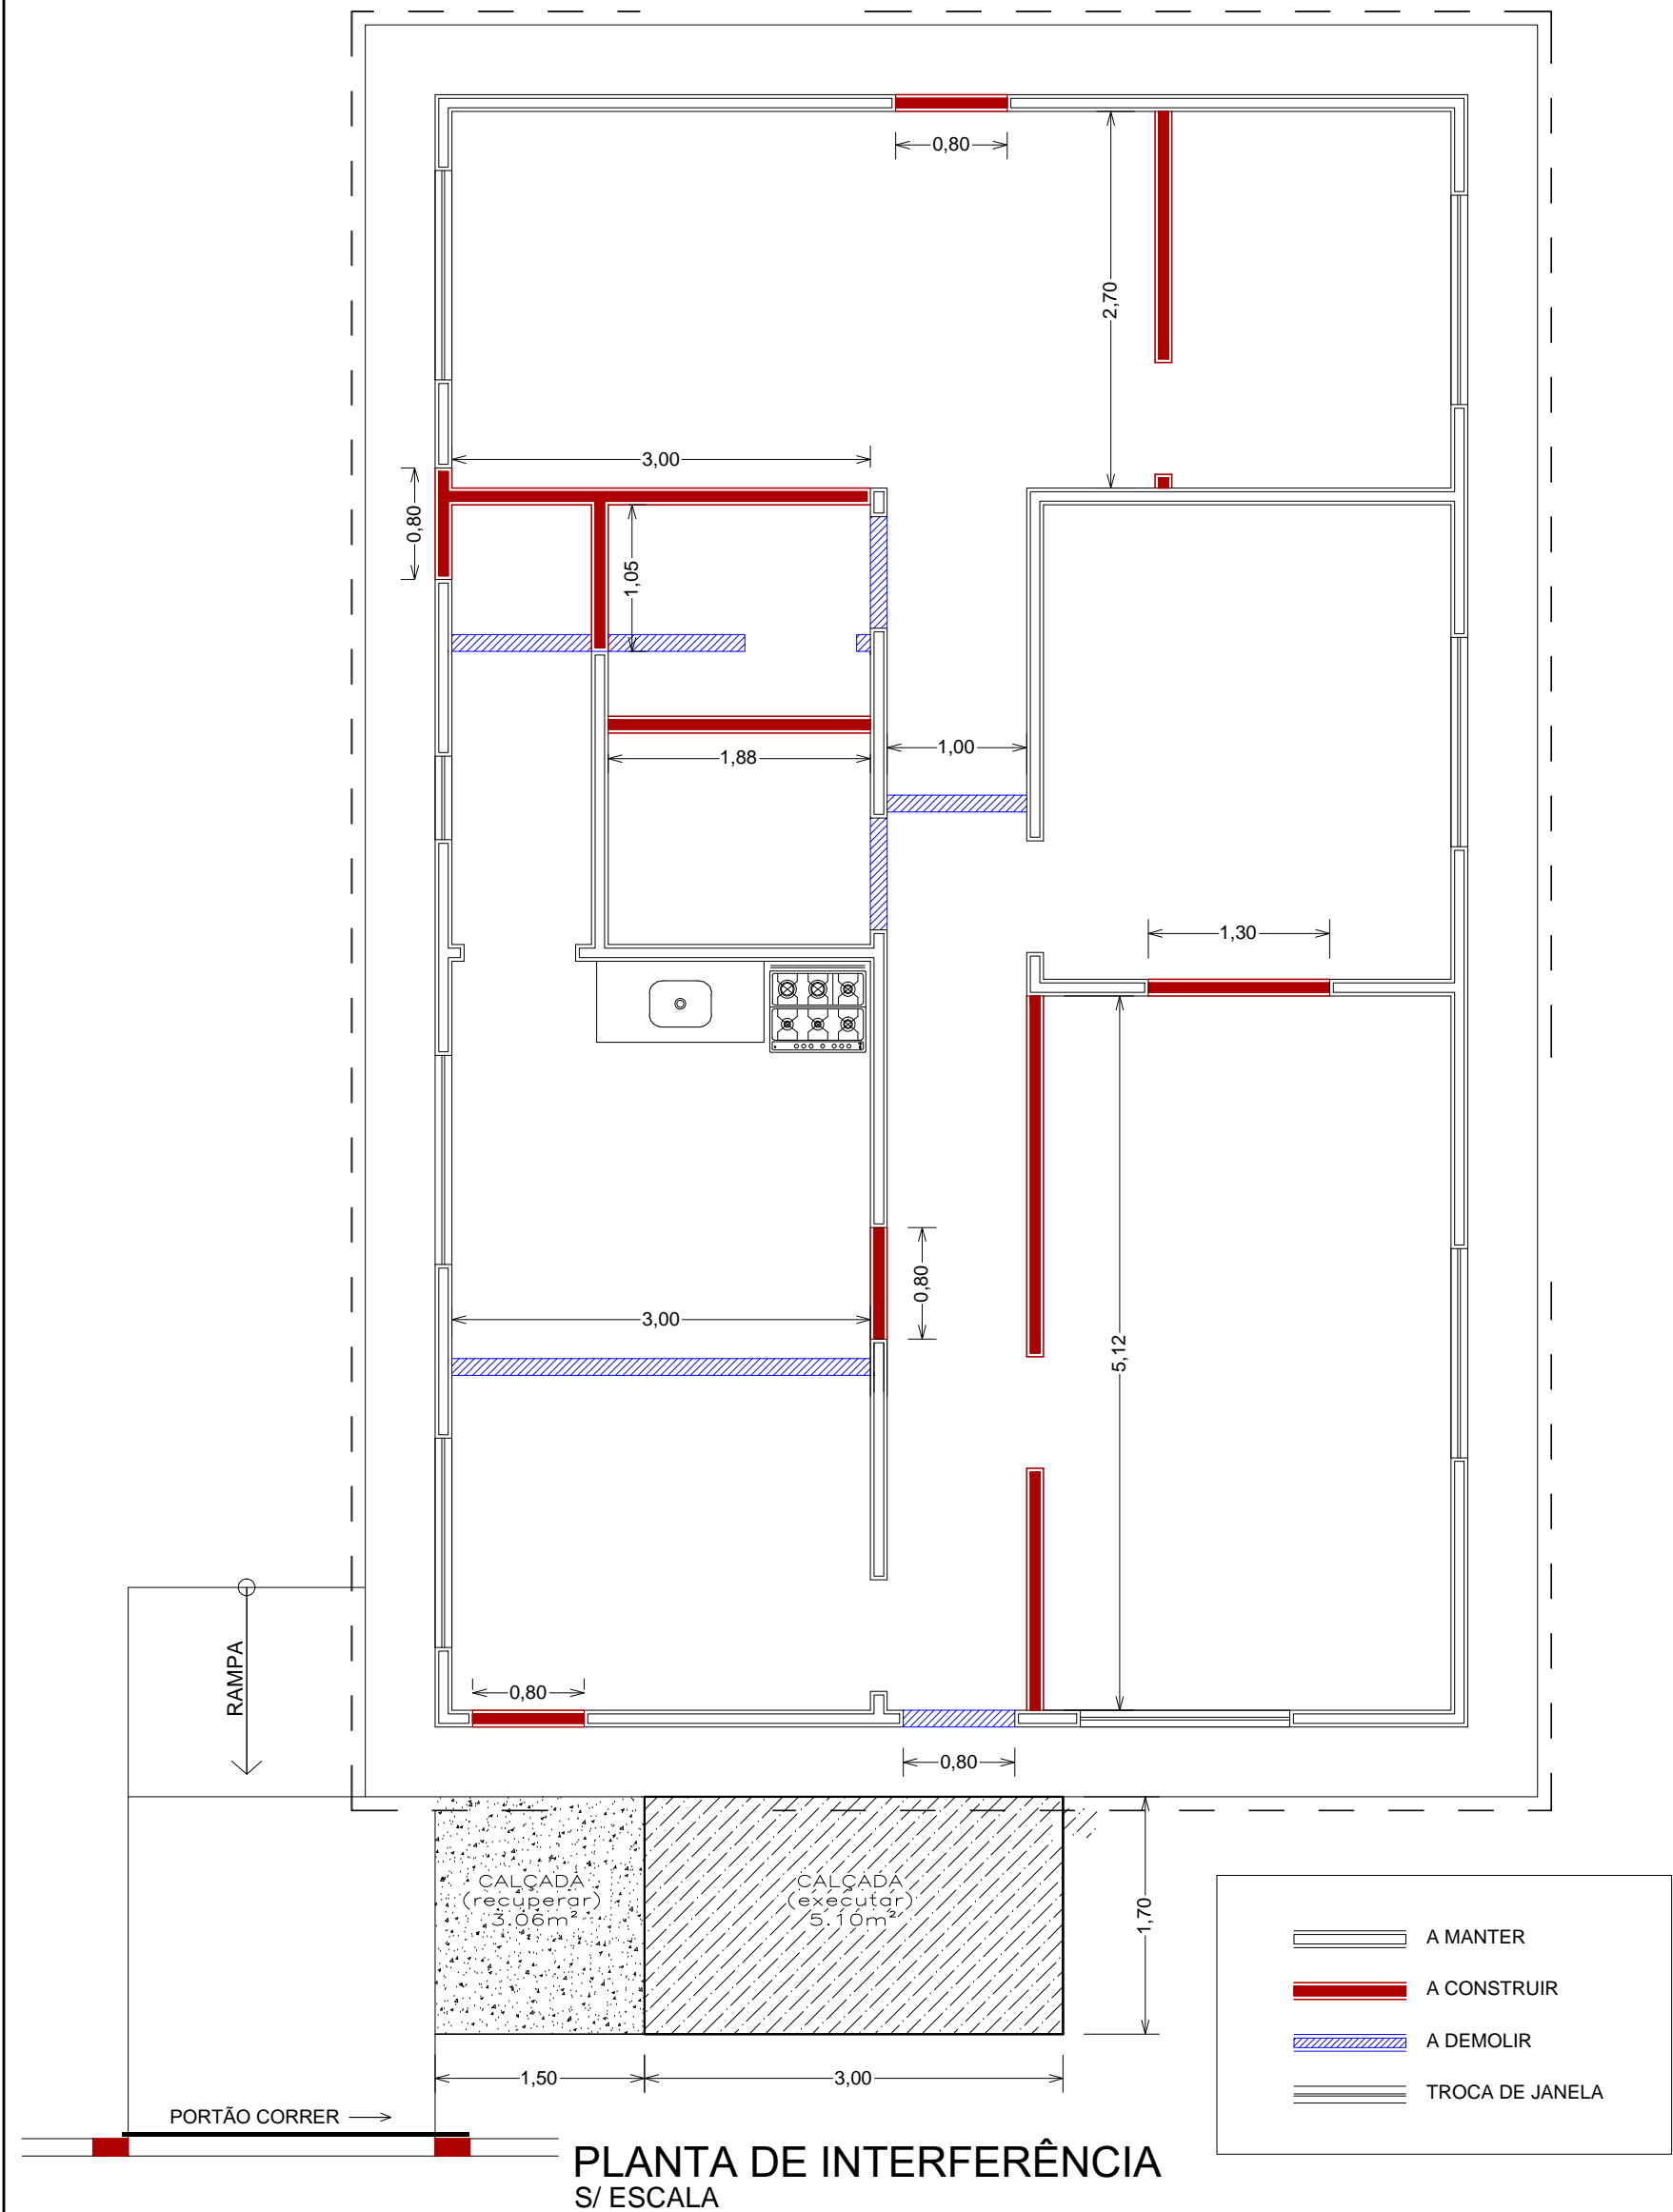 0,80
2,70
3,00
0,80
1,05
1,88
1,00
1,30
0,80
3,00
5,12
RAMPA
0,80
0,80
CALÇADA
(recuperar)
3.06m²
CALÇADA
(executar)
5.10m²
1,70
A MANTER
A CONSTRUIR
A DEMOLIR
TROCA DE JANELA
1,50
3,00
PORTÃO CORRER
PLANTA DE INTERFERÊNCIA
S/ ESCALA